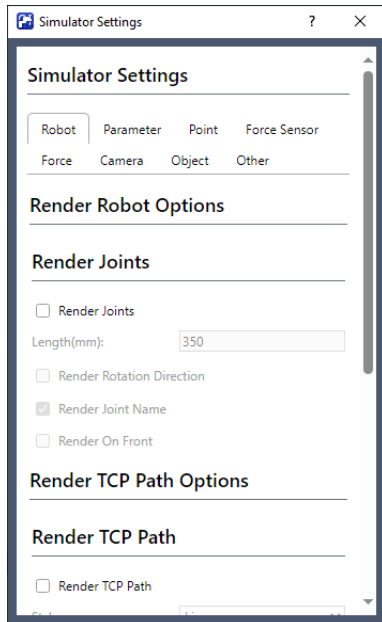 Simulator Settings ? ×
Simulator Settings
Robot Parameter Point Force Sensor
Force Camera Object Other
Render Robot Options
Render Joints
Render Joints
Length(mm): 350
Render Rotation Direction
Render Joint Name
Render On Front
Render TCP Path Options
Render TCP Path
Render TCP Path